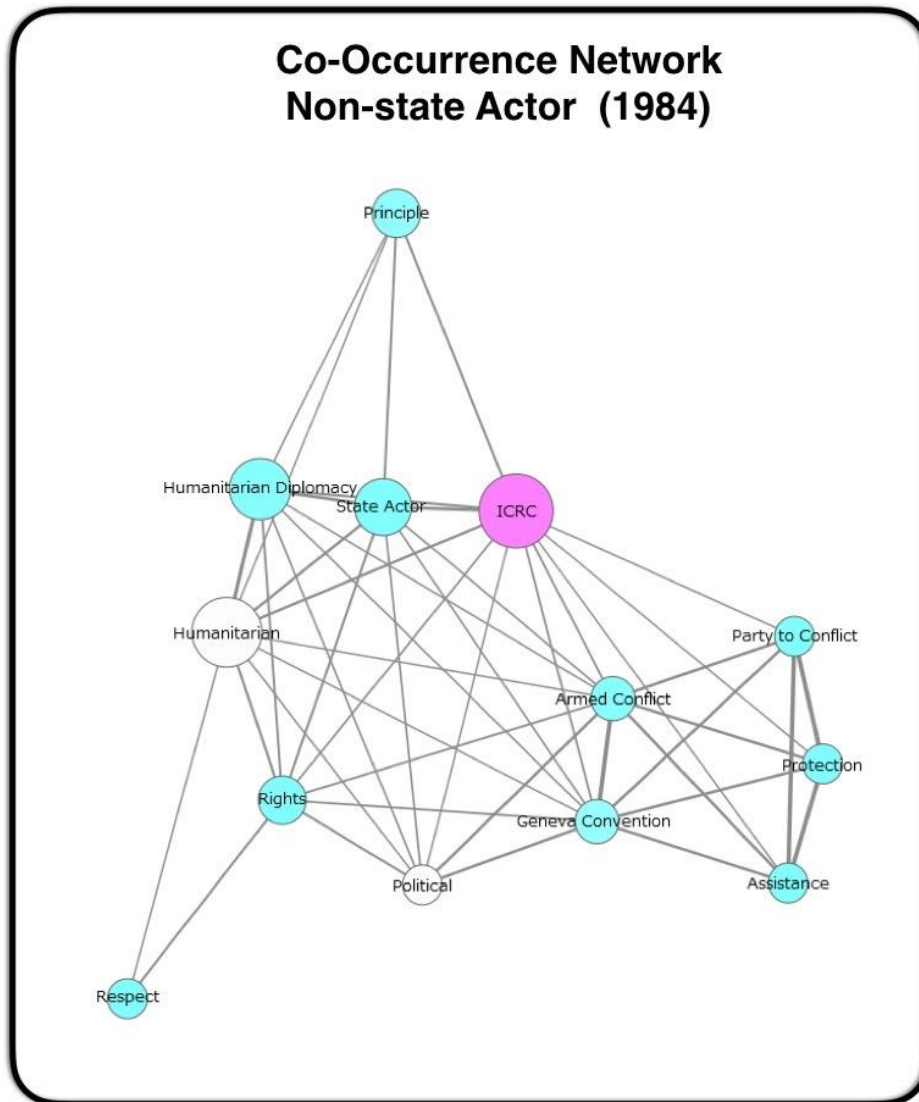 Co-Occurrence Network
Non-state Actor (1984)
Principle
Humanitarian Diplomacy
State Actor
ICRC
Humanitarian
Party to Conflict
Armed Conflict
Protection
Rights
Geneva Convention
Political
Assistance
Respect